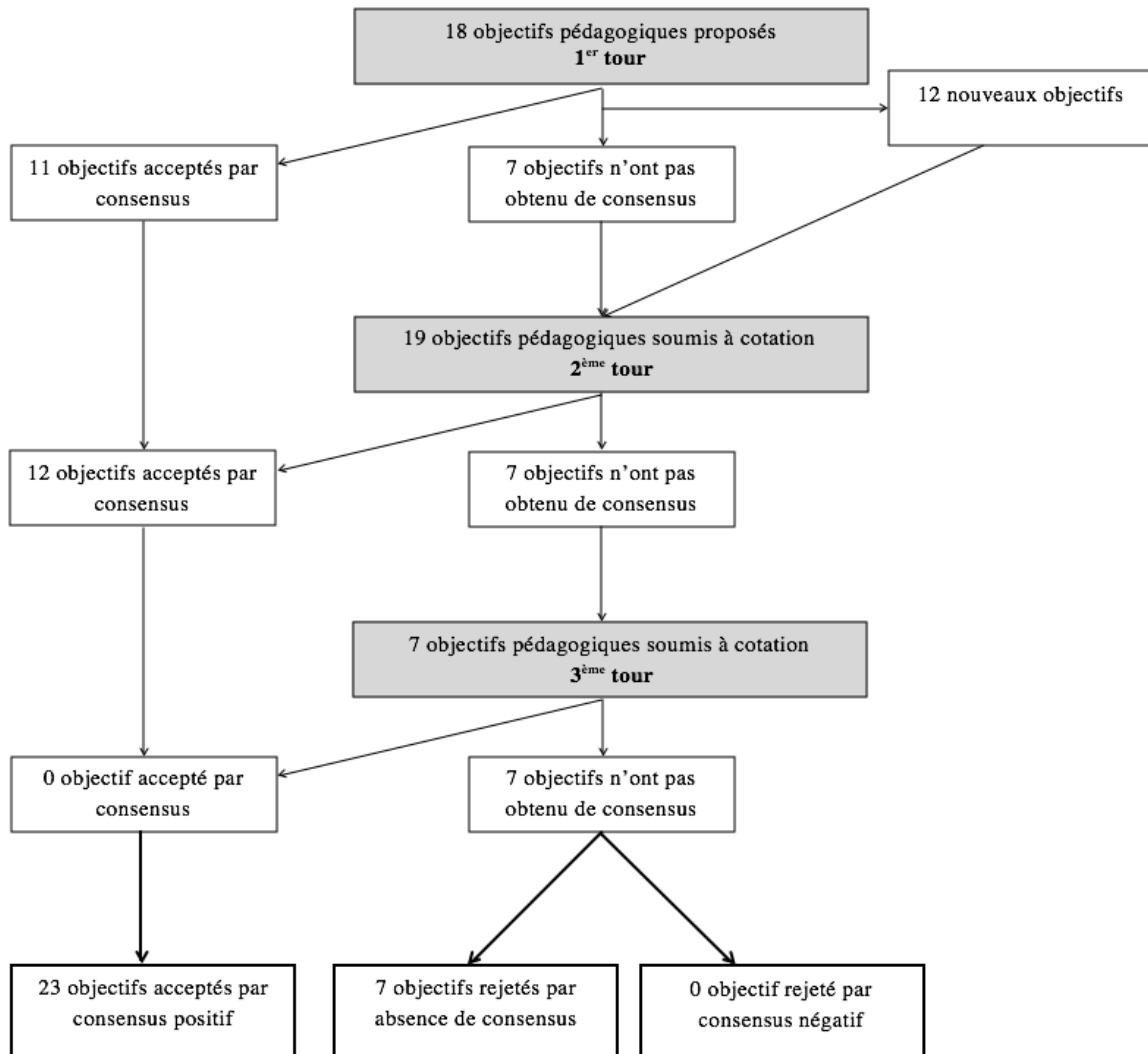 18 objectifs pédagogiques proposés
1er tour
12 nouveaux objectifs
11 objectifs acceptés par
consensus
7 objectifs n’ont pas
obtenu de consensus
19 objectifs pédagogiques soumis à cotation
2ème tour
12 objectifs acceptés par
consensus
7 objectifs n’ont pas
obtenu de consensus
7 objectifs pédagogiques soumis à cotation
3ème tour
0 objectif accepté par
consensus
7 objectifs n’ont pas
obtenu de consensus
23 objectifs acceptés par
consensus positif
7 objectifs rejetés par
absence de consensus
0 objectif rejeté par
consensus négatif